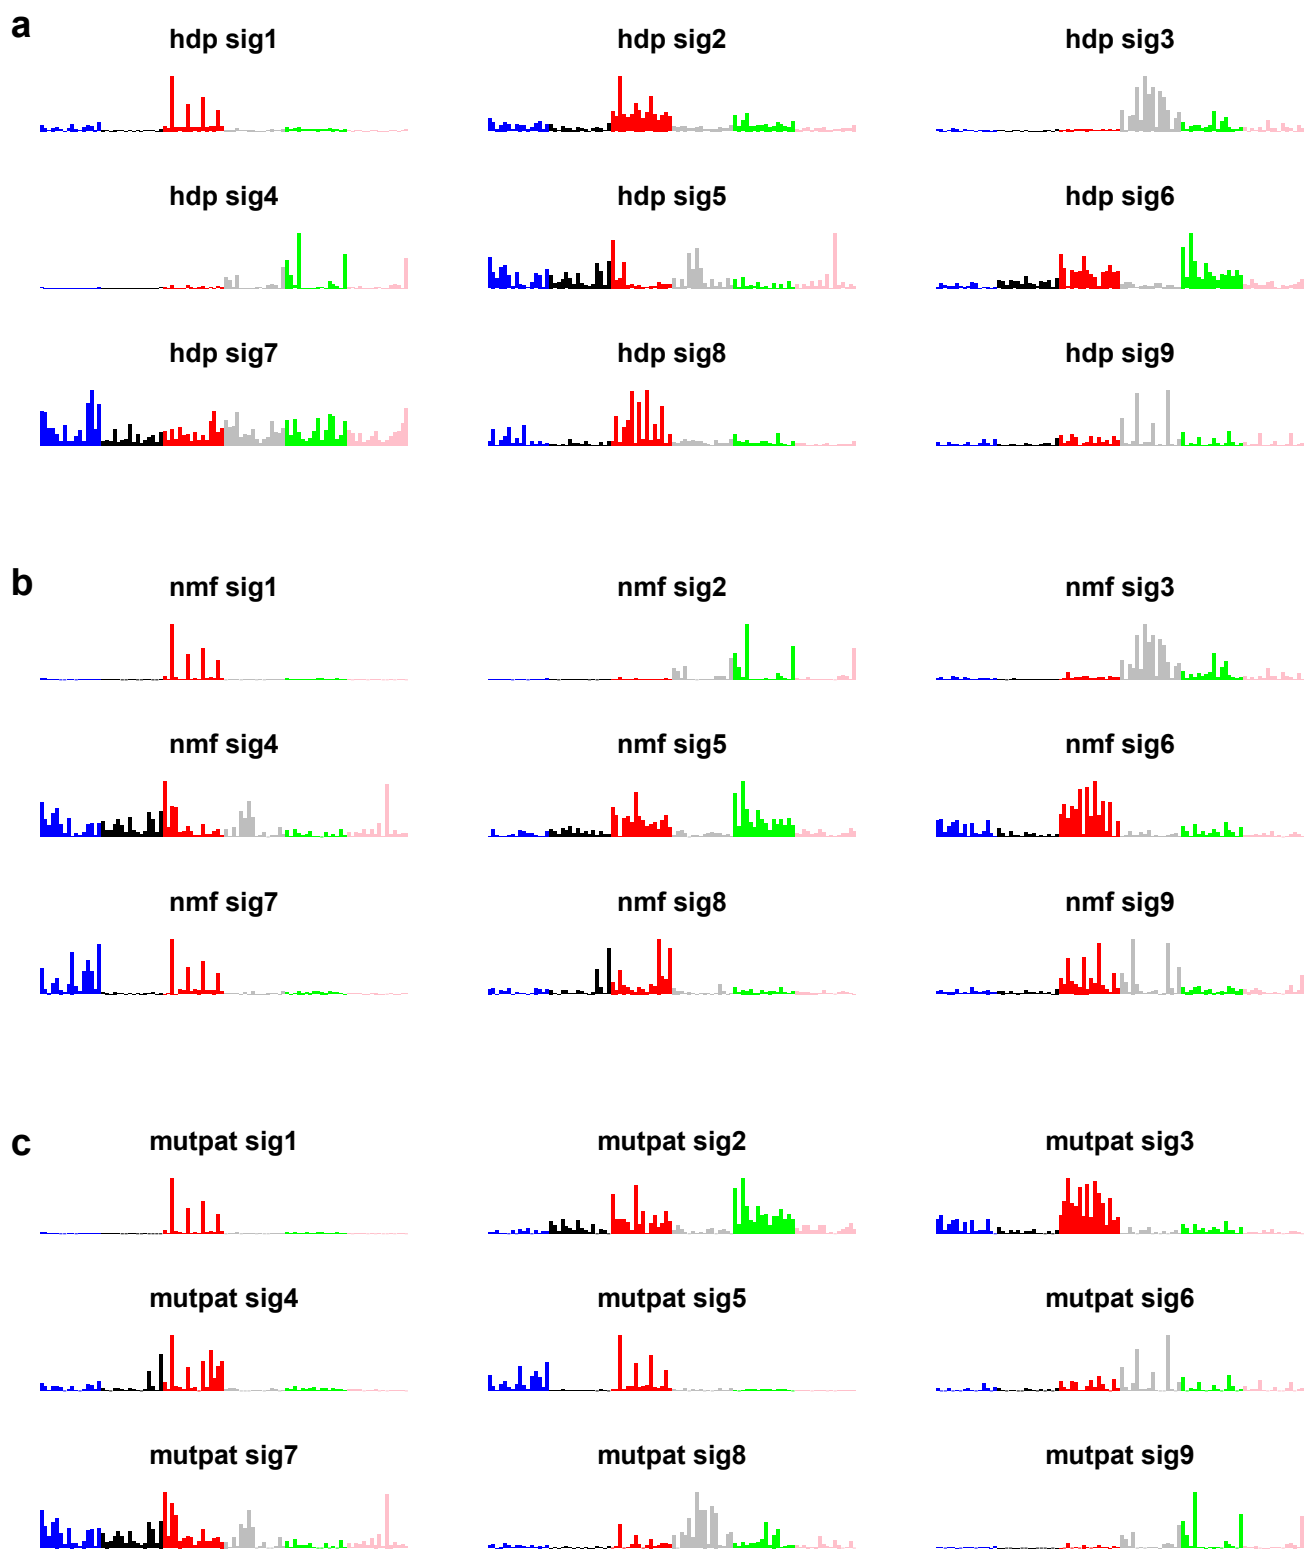 a
hdp sig1
hdp sig2
hdp sig3
hdp sig4
hdp sig5
hdp sig6
hdp sig7
hdp sig8
hdp sig9
b
nmf sig1
nmf sig2
nmf sig3
nmf sig4
nmf sig5
nmf sig6
nmf sig7
nmf sig8
nmf sig9
c
mutpat sig1
mutpat sig2
mutpat sig3
mutpat sig4
mutpat sig5
mutpat sig6
mutpat sig7
mutpat sig8
mutpat sig9